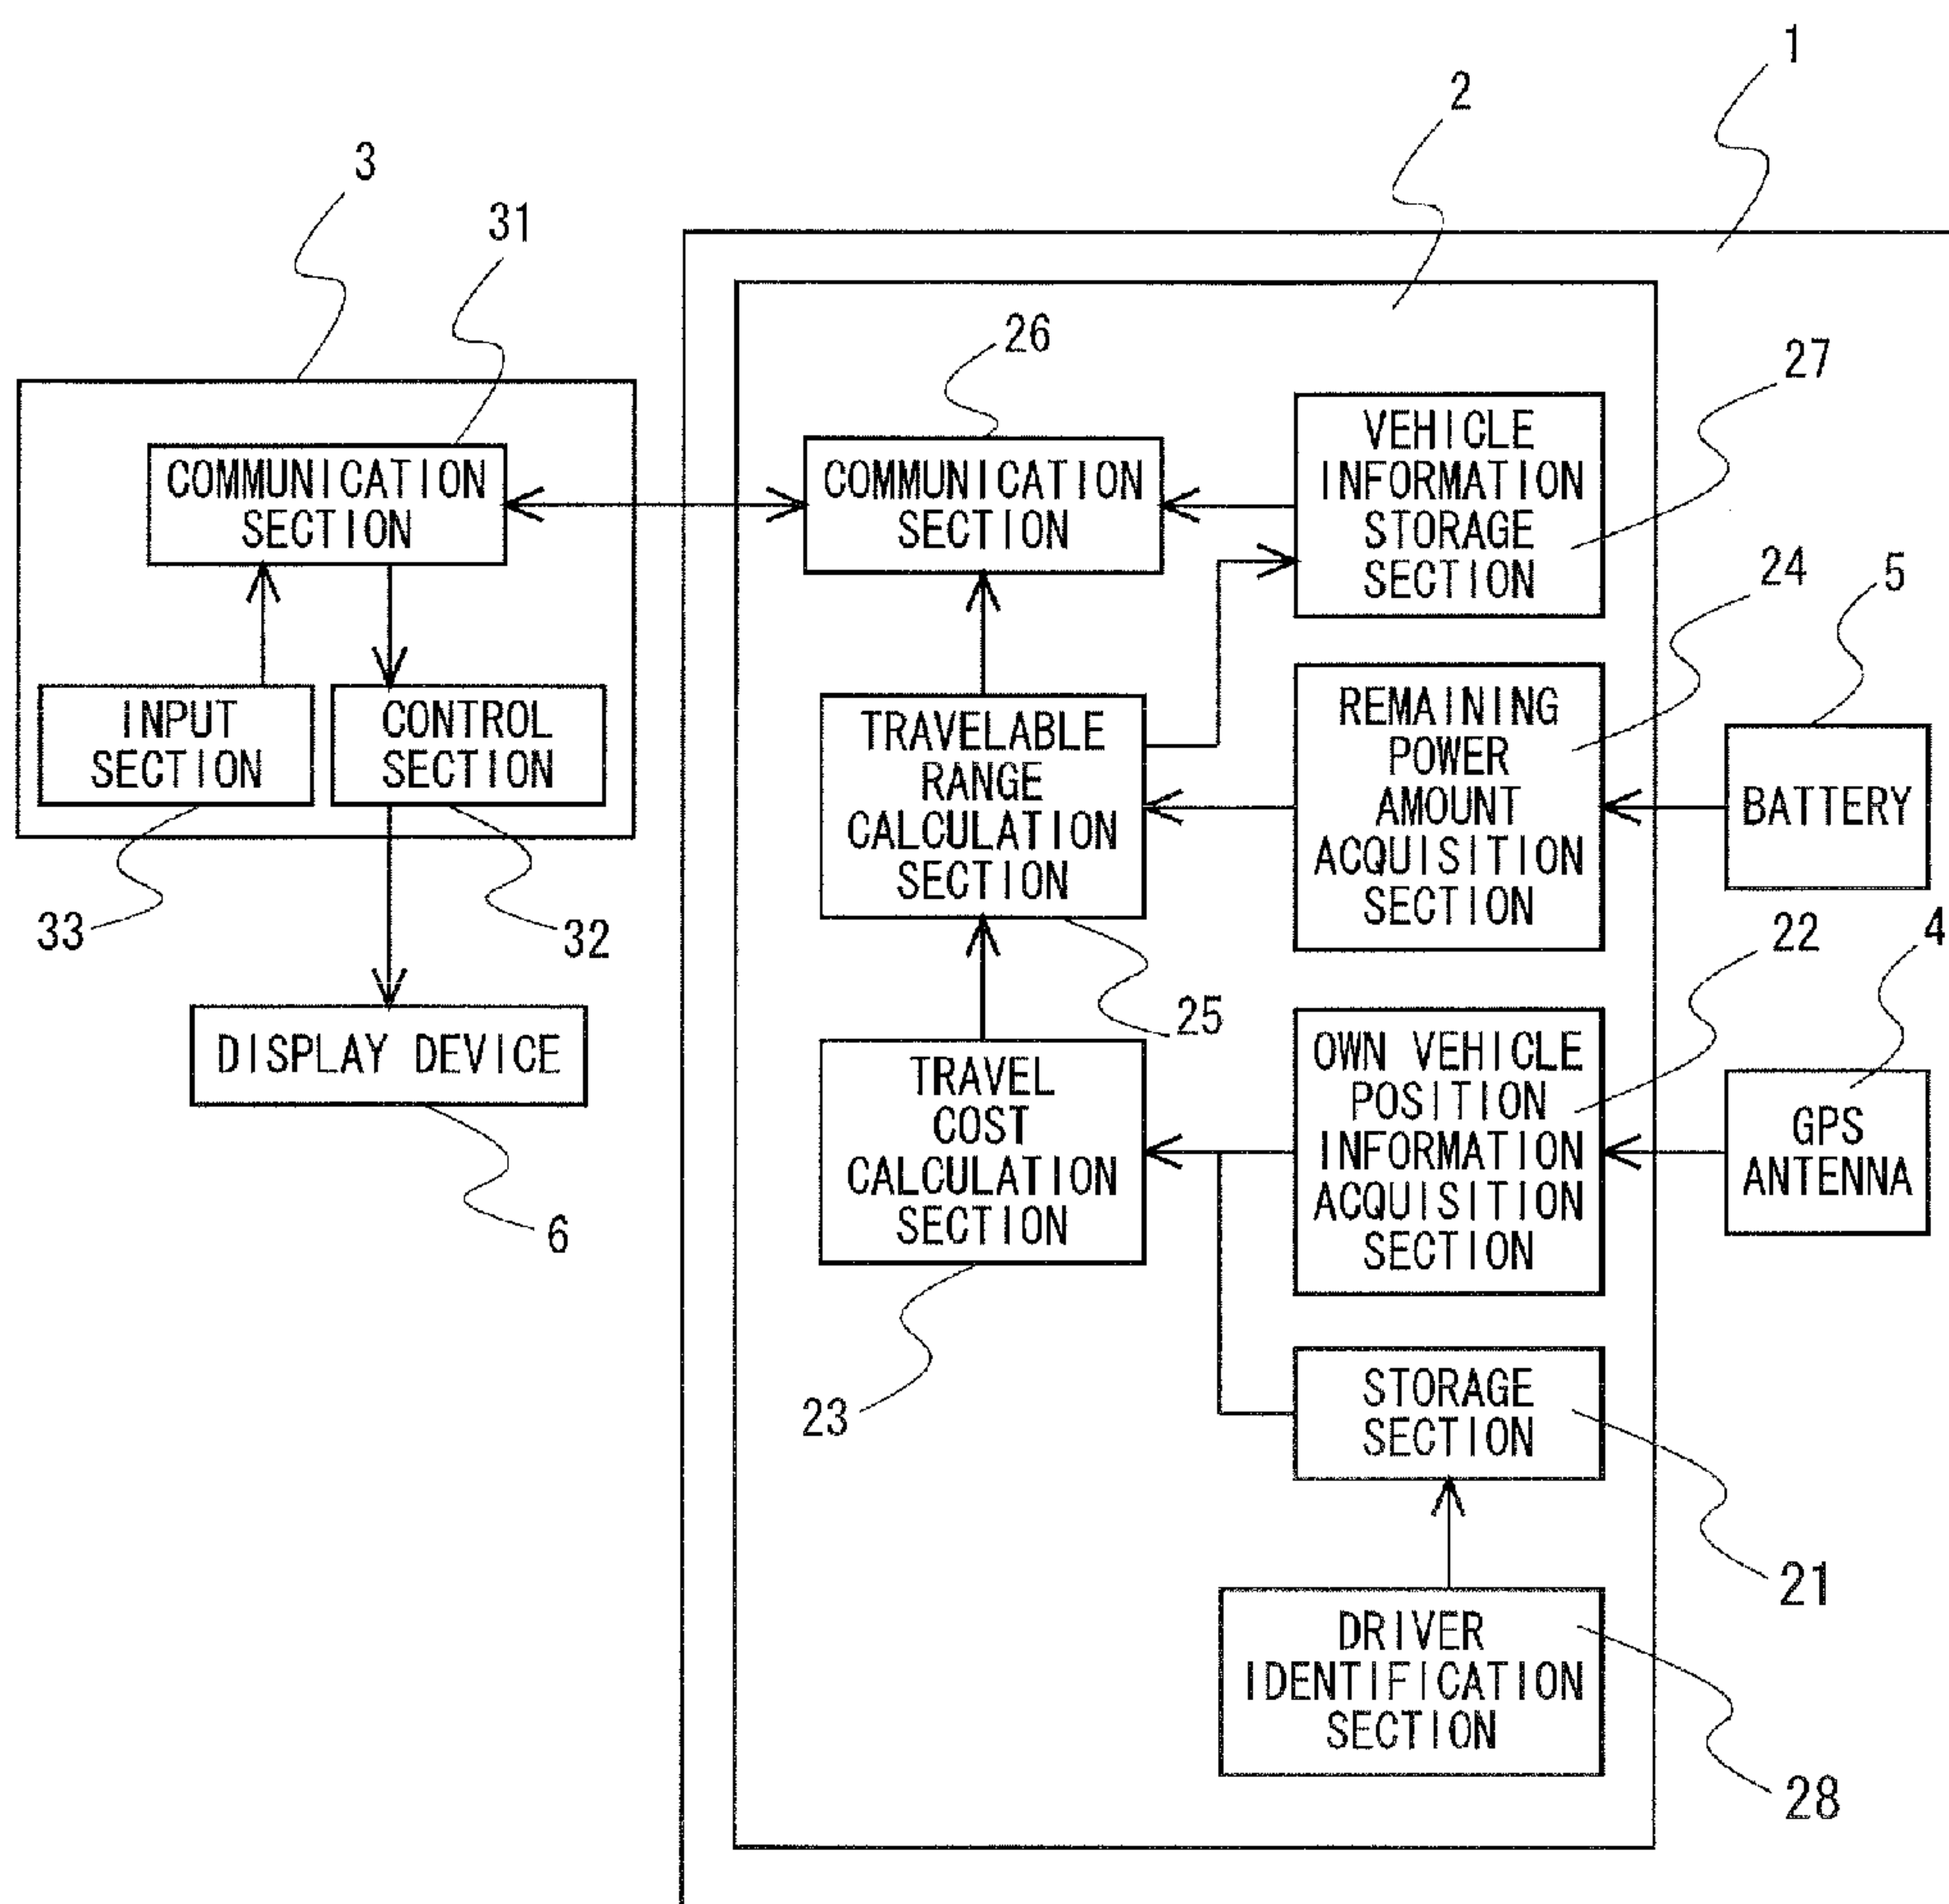 1
2
3
31
26
27
COMMUNICATION
SECTION
COMMUNICATION
SECTION
VEHICLE
INFORMATION
STORAGE
SECTION
24
5
INPUT
SECTION
CONTROL
SECTION
TRAVELABLE
RANGE
CALCULATION
SECTION
REMAINING
POWER
AMOUNT
ACQUISITION
SECTION
BATTERY
33
32
22
4
25
DISPLAY DEVICE
6
TRAVEL
COST
CALCULATION
SECTION
OWN VEHICLE
POSITION
INFORMATION
ACQUISITION
SECTION
GPS
ANTENNA
23
STORAGE
SECTION
21
DRIVER
IDENTIFICATION
SECTION
28